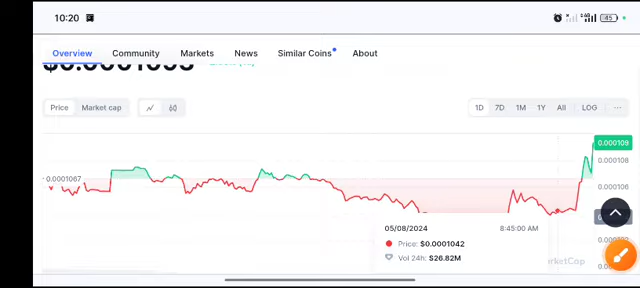 10:20
45
Overview Community Markets News Similar Coins About
Price Market cap
1D 7D 1M 1Y All LOG ...
0.000109
0.000108
0.0001067
0.000106
05/08/2024 8:45:00 AM
Price: $0.0001042
Vol 24h: $26.82M